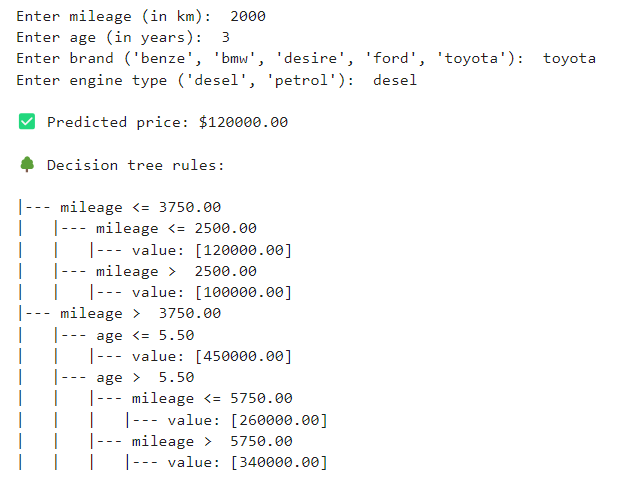 Enter mileage (in km):  2000
Enter age (in years):  3
Enter brand ('benze', 'bmw', 'desire', 'ford', 'toyota'):  toyota
Enter engine type ('desel', 'petrol'):  desel
✅ Predicted price: $120000.00
🌳 Decision tree rules:
|--- mileage <= 3750.00
|   |--- mileage <= 2500.00
|   |   |--- value: [120000.00]
|   |--- mileage >  2500.00
|   |   |--- value: [100000.00]
|--- mileage >  3750.00
|   |--- age <= 5.50
|   |   |--- value: [450000.00]
|   |--- age >  5.50
|   |   |--- mileage <= 5750.00
|   |   |   |--- value: [260000.00]
|   |   |--- mileage >  5750.00
|   |   |   |--- value: [340000.00]